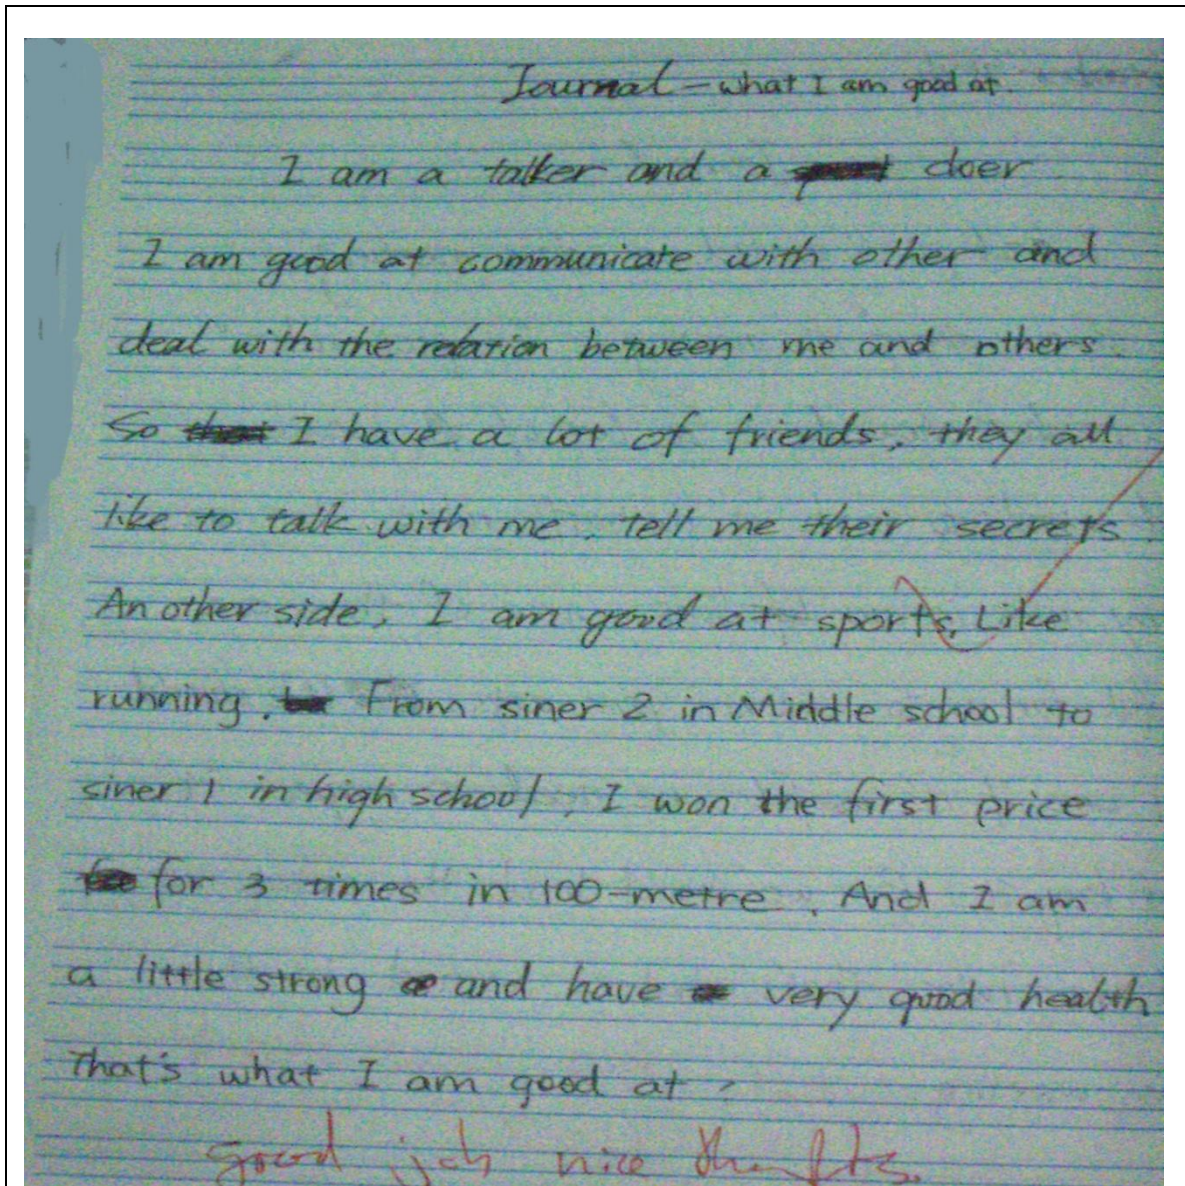 Journal - what I am good at.
I am a talker and a doer
I am good at communicate with other and
deal with the relation between me and others.
So that I have a lot of friends, they all
like to talk with me, tell me their secrets.
Another side, I am good at sports, Like
running. From siner 2 in Middle school to
siner 1 in high school, I won the first price
for 3 times in 100-metre. And I am
a little strong and have very good health
That's what I am good at.
good job nice thoughts.